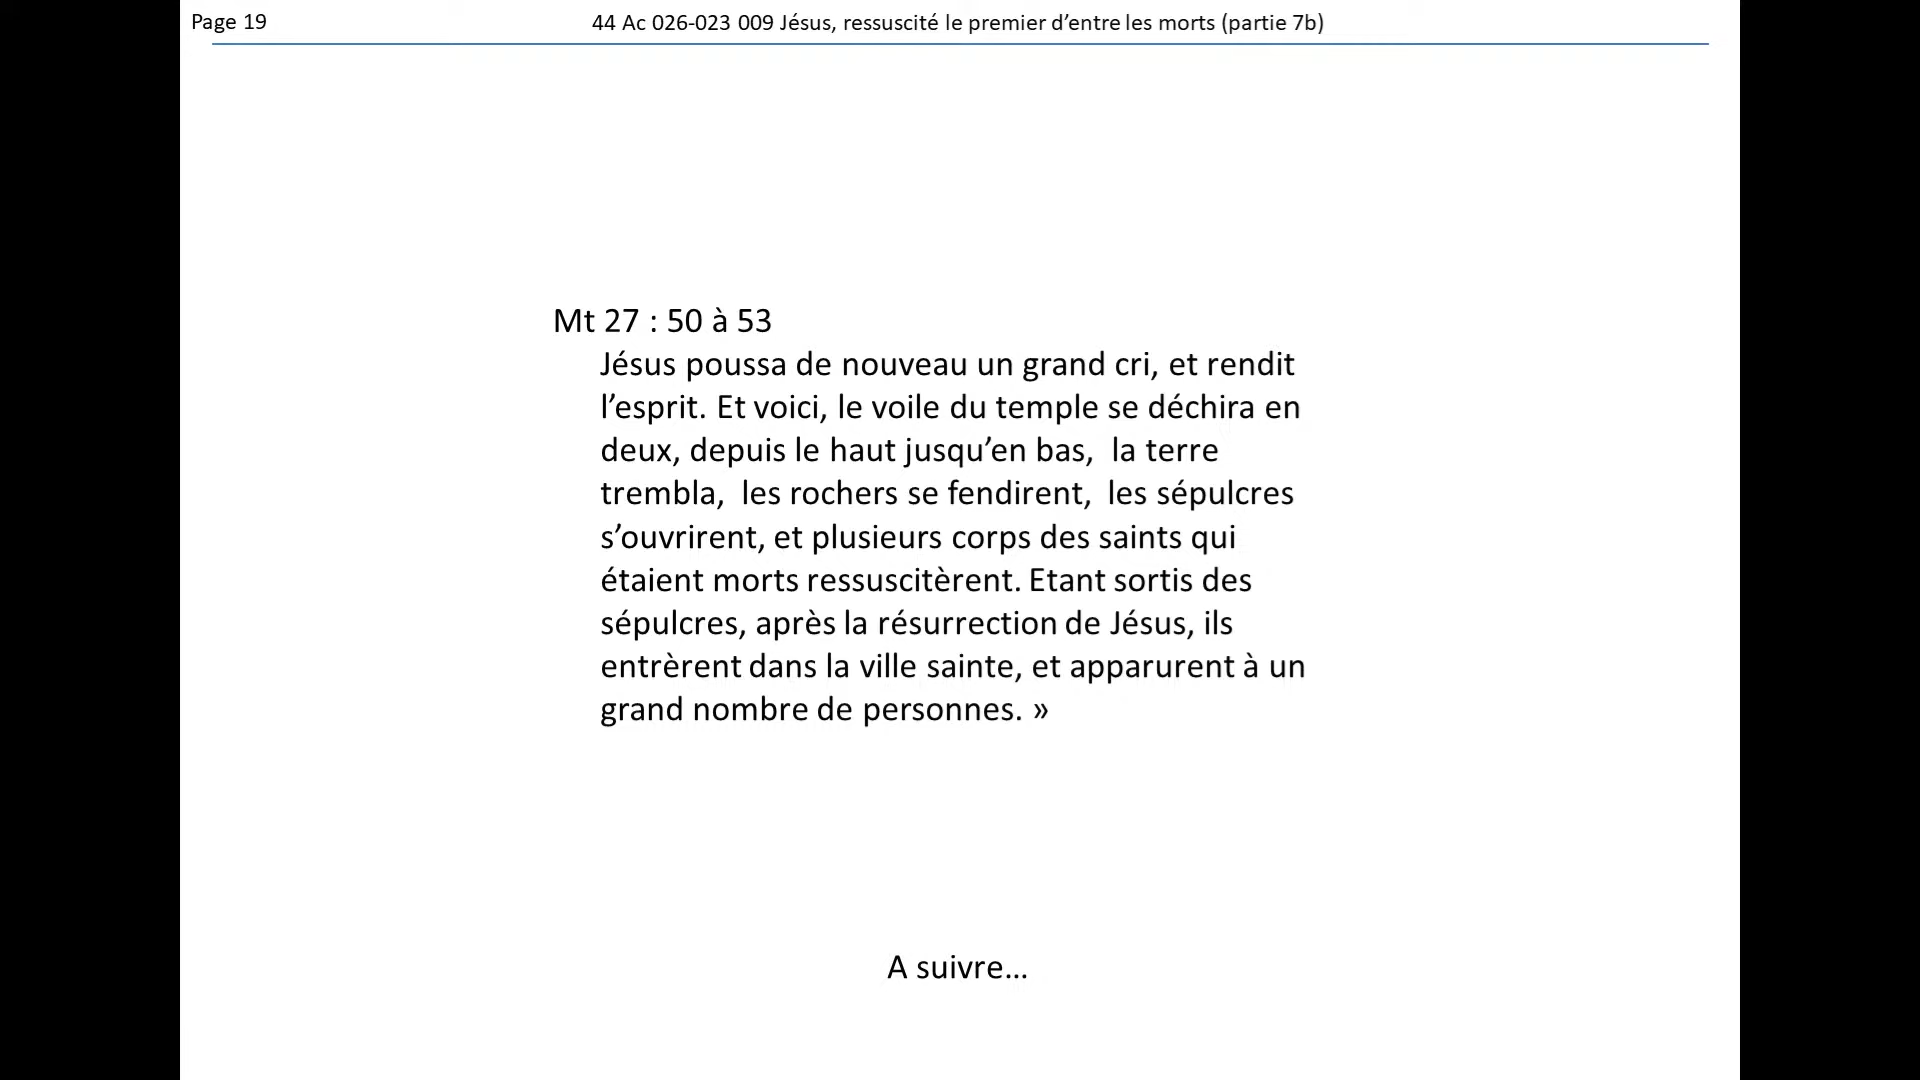 Page 19
44 Ac 026-023 009 Jésus, ressuscité le premier d’entre les morts (partie 7b)
Mt 27 : 50 à 53
Jésus poussa de nouveau un grand cri, et rendit
l’esprit. Et voici, le voile du temple se déchira en
deux, depuis le haut jusqu’en bas,  la terre
trembla,  les rochers se fendirent,  les sépulcres
s’ouvrirent, et plusieurs corps des saints qui
étaient morts ressuscitèrent. Etant sortis des
sépulcres, après la résurrection de Jésus, ils
entrèrent dans la ville sainte, et apparurent à un
grand nombre de personnes. »
A suivre…